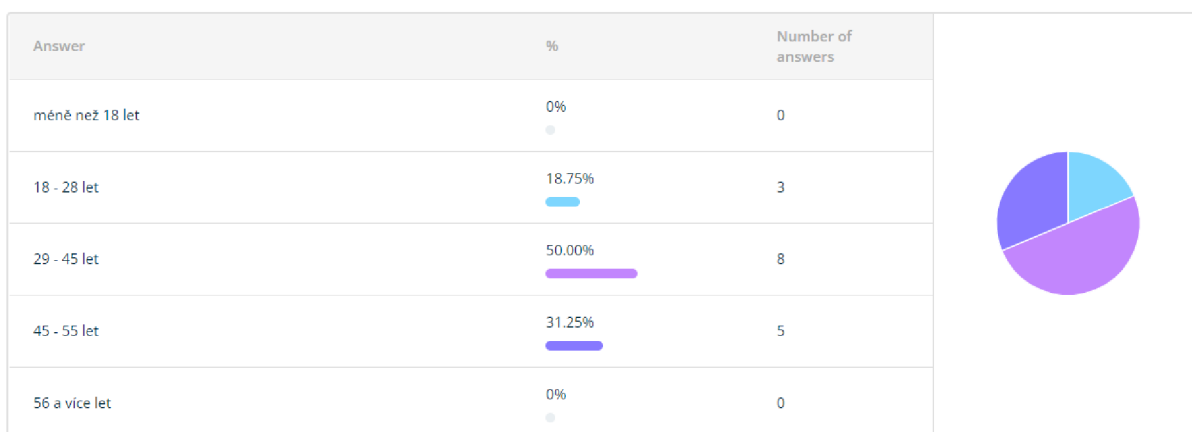 Answer % Number of answers
méně než 18 let 0% 0
18 - 28 let 18.75% 3
29 - 45 let 50.00% 8
45 - 55 let 31.25% 5
56 a více let 0% 0